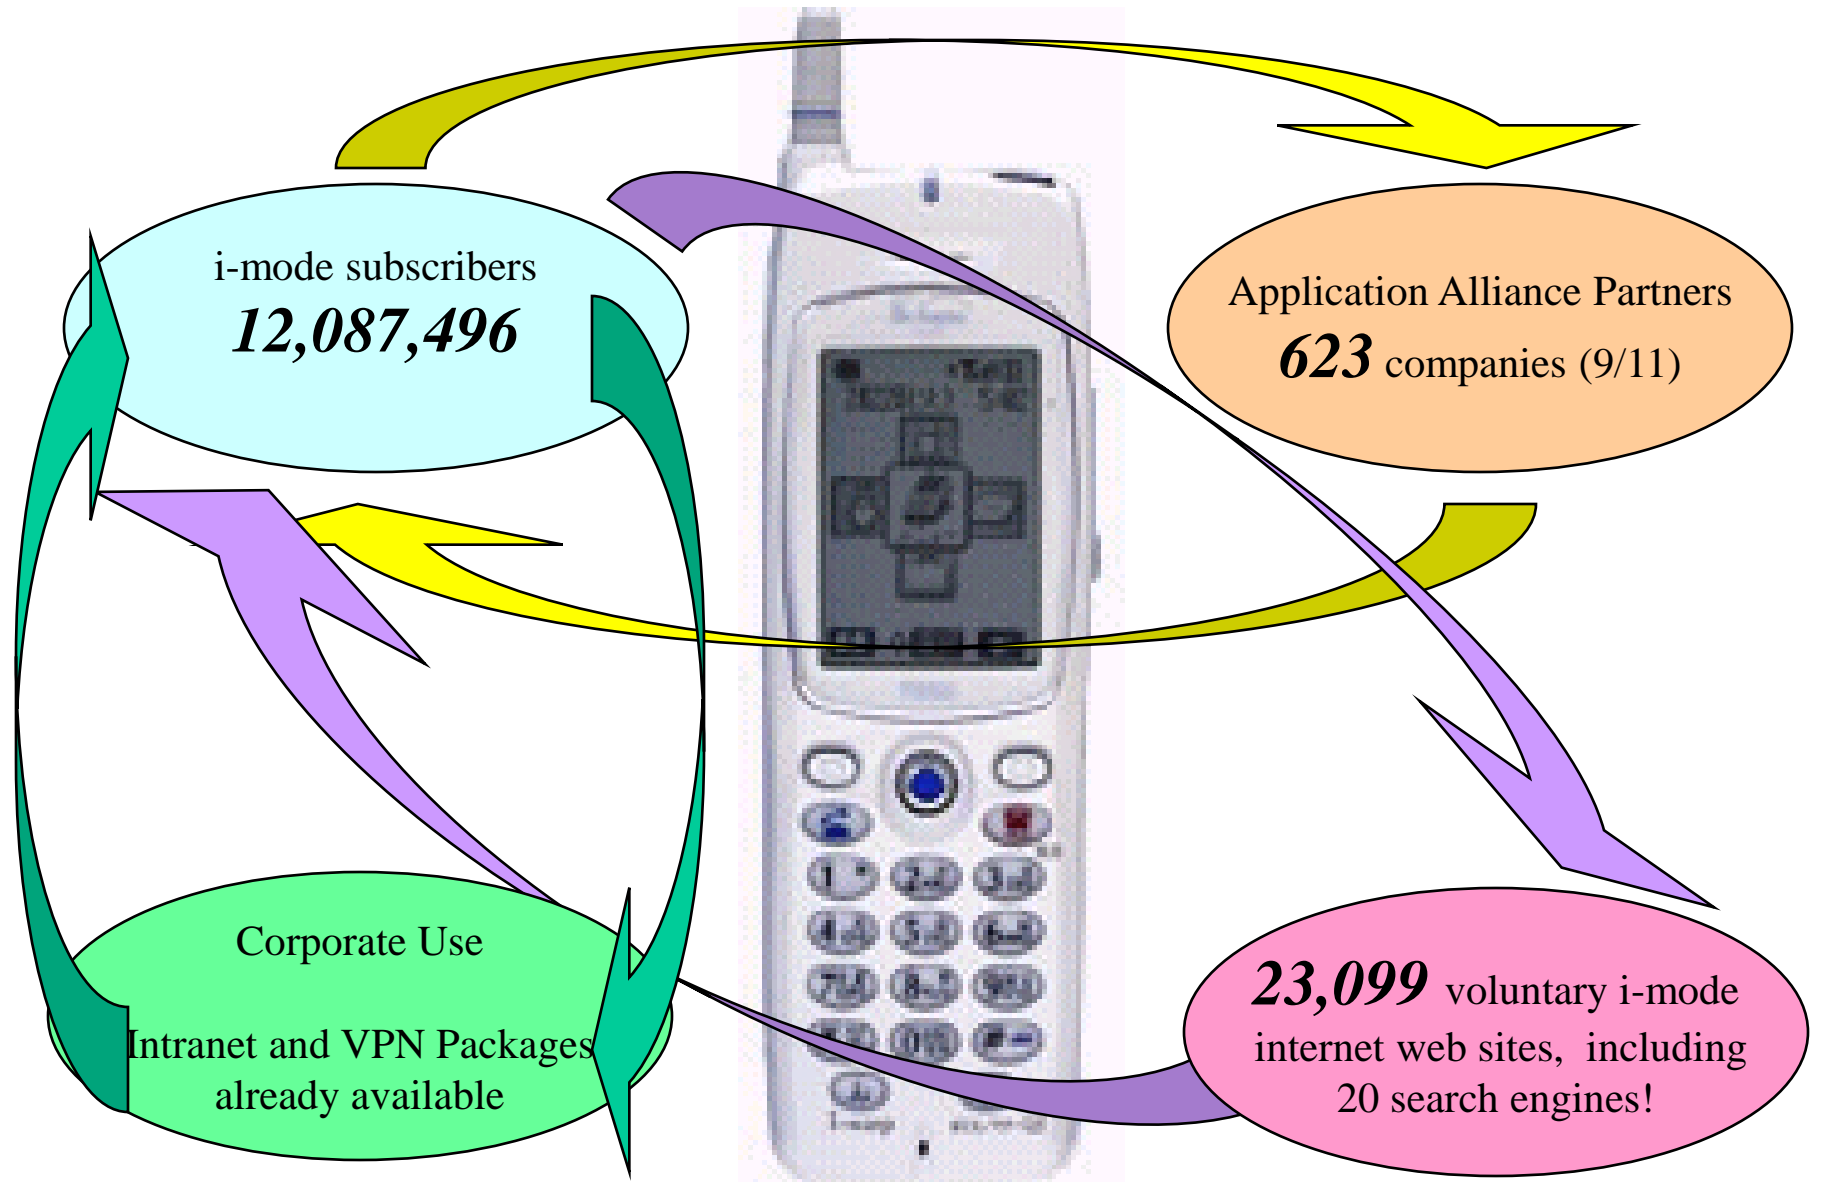 i-mode subscribers
12,087,496
Application Alliance Partners
623 companies (9/11)
Corporate Use
Intranet and VPN Packages
already available
23,099 voluntary i-mode
internet web sites, including
20 search engines!